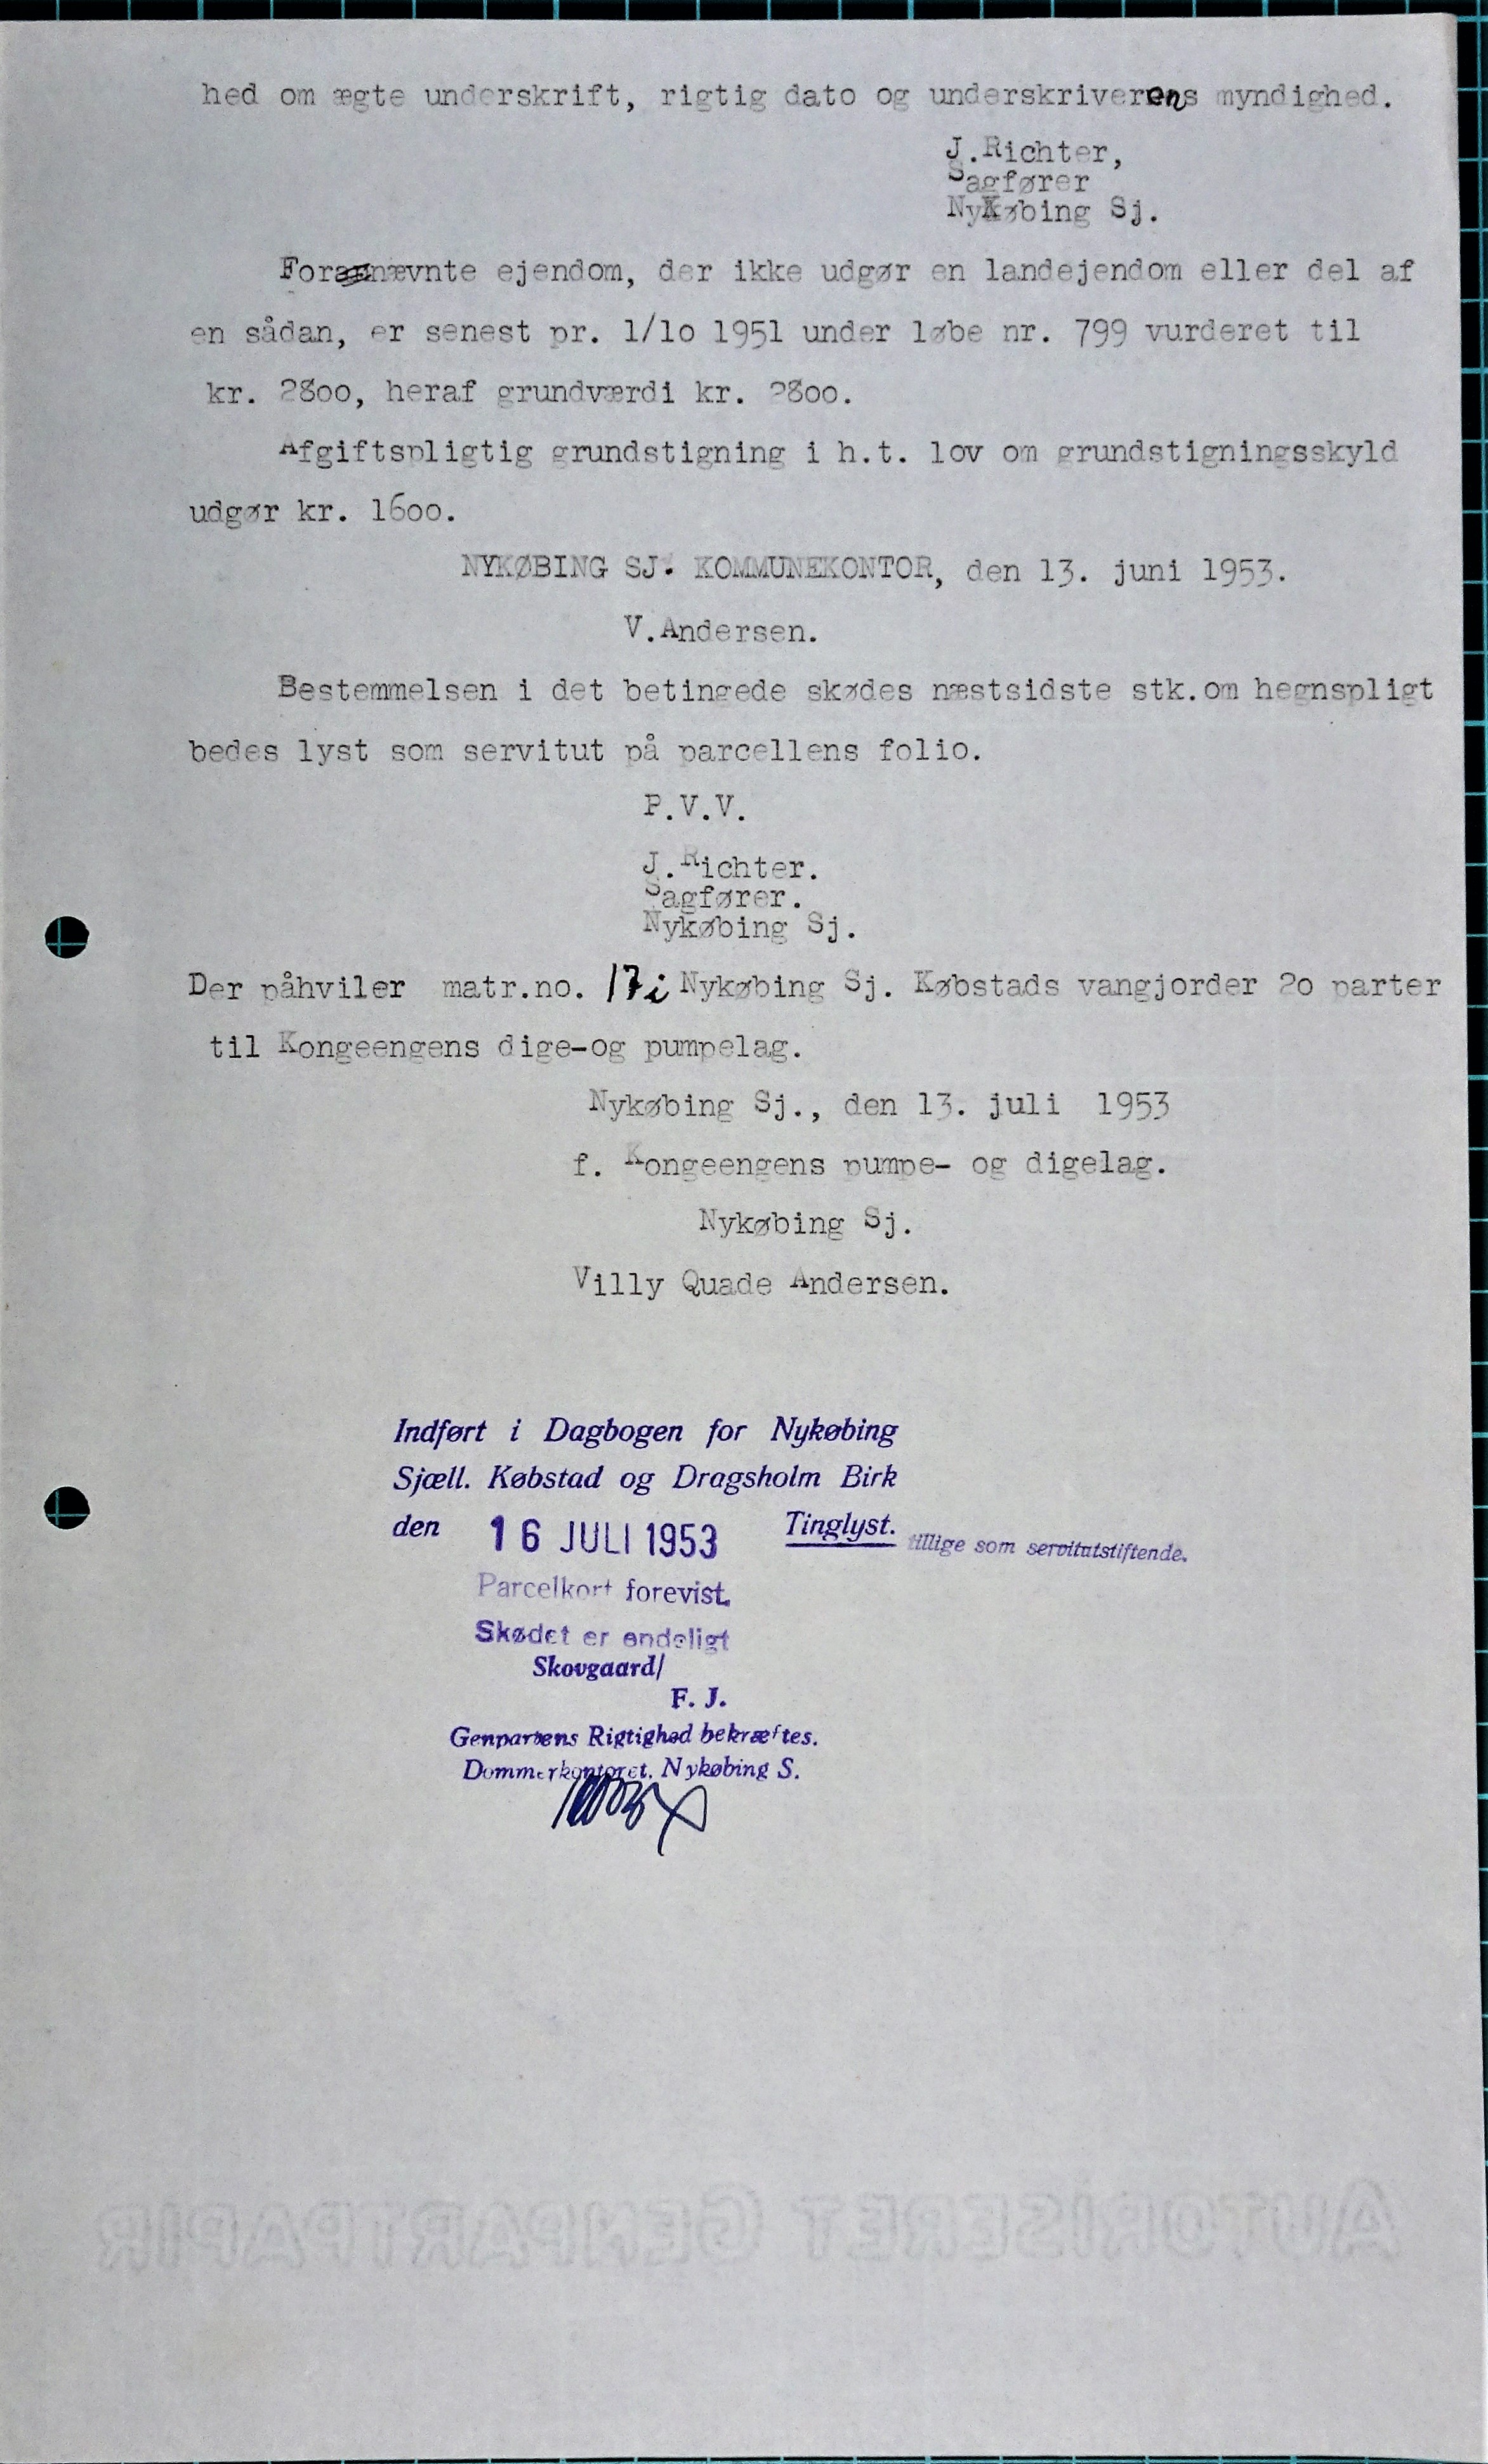 hed om ægte underskrift, rigtig dato og underskriverens myndighed.
J.Richter,
Sagfører
Nykøbing Sj.
Foranævnte ejendom, der ikke udgør en landejendom eller del af
en sådan, er senest pr. 1/1o 1951 under løbe nr. 799 vurderet til
kr. 28oo, heraf grundværdi kr. 28oo.
Afgiftspligtig grundstigning i h.t. lov om grundstigningsskyld
udgør kr. 16oo.
NYKØBING SJ. KOMMUNEKONTOR, den 13. juni 1953.
V.Andersen.
Bestemmelsen i det betingede skødes næstsidste stk.om hegnspligt
bedes lyst som servitut på parcellens folio.
P.V.V.
J.Richter.
Sagfører.
Nykøbing Sj.
Der påhviler matr.no. 17i Nykøbing Sj. Købstads vangjorder 2o parter
til Kongeengens dige-og pumpelag.
Nykøbing Sj., den 13. juli 1953
f. Kongeengens pumpe- og digelag.
Nykøbing Sj.
Villy Quade Andersen.
Indført i Dagbogen for Nykøbing
Sjæll. Købstad og Dragsholm Birk
den 16 JULI 1953 Tinglyst. tillige som servitutstiftende.
Parcelkort forevist.
Skødet er endeligt
Skovgaard/
F. J.
Genpartens Rigtighed bekræftes.
Dommerkontoret, Nykøbing S.
AUTORISERET GENPARTPAPIR